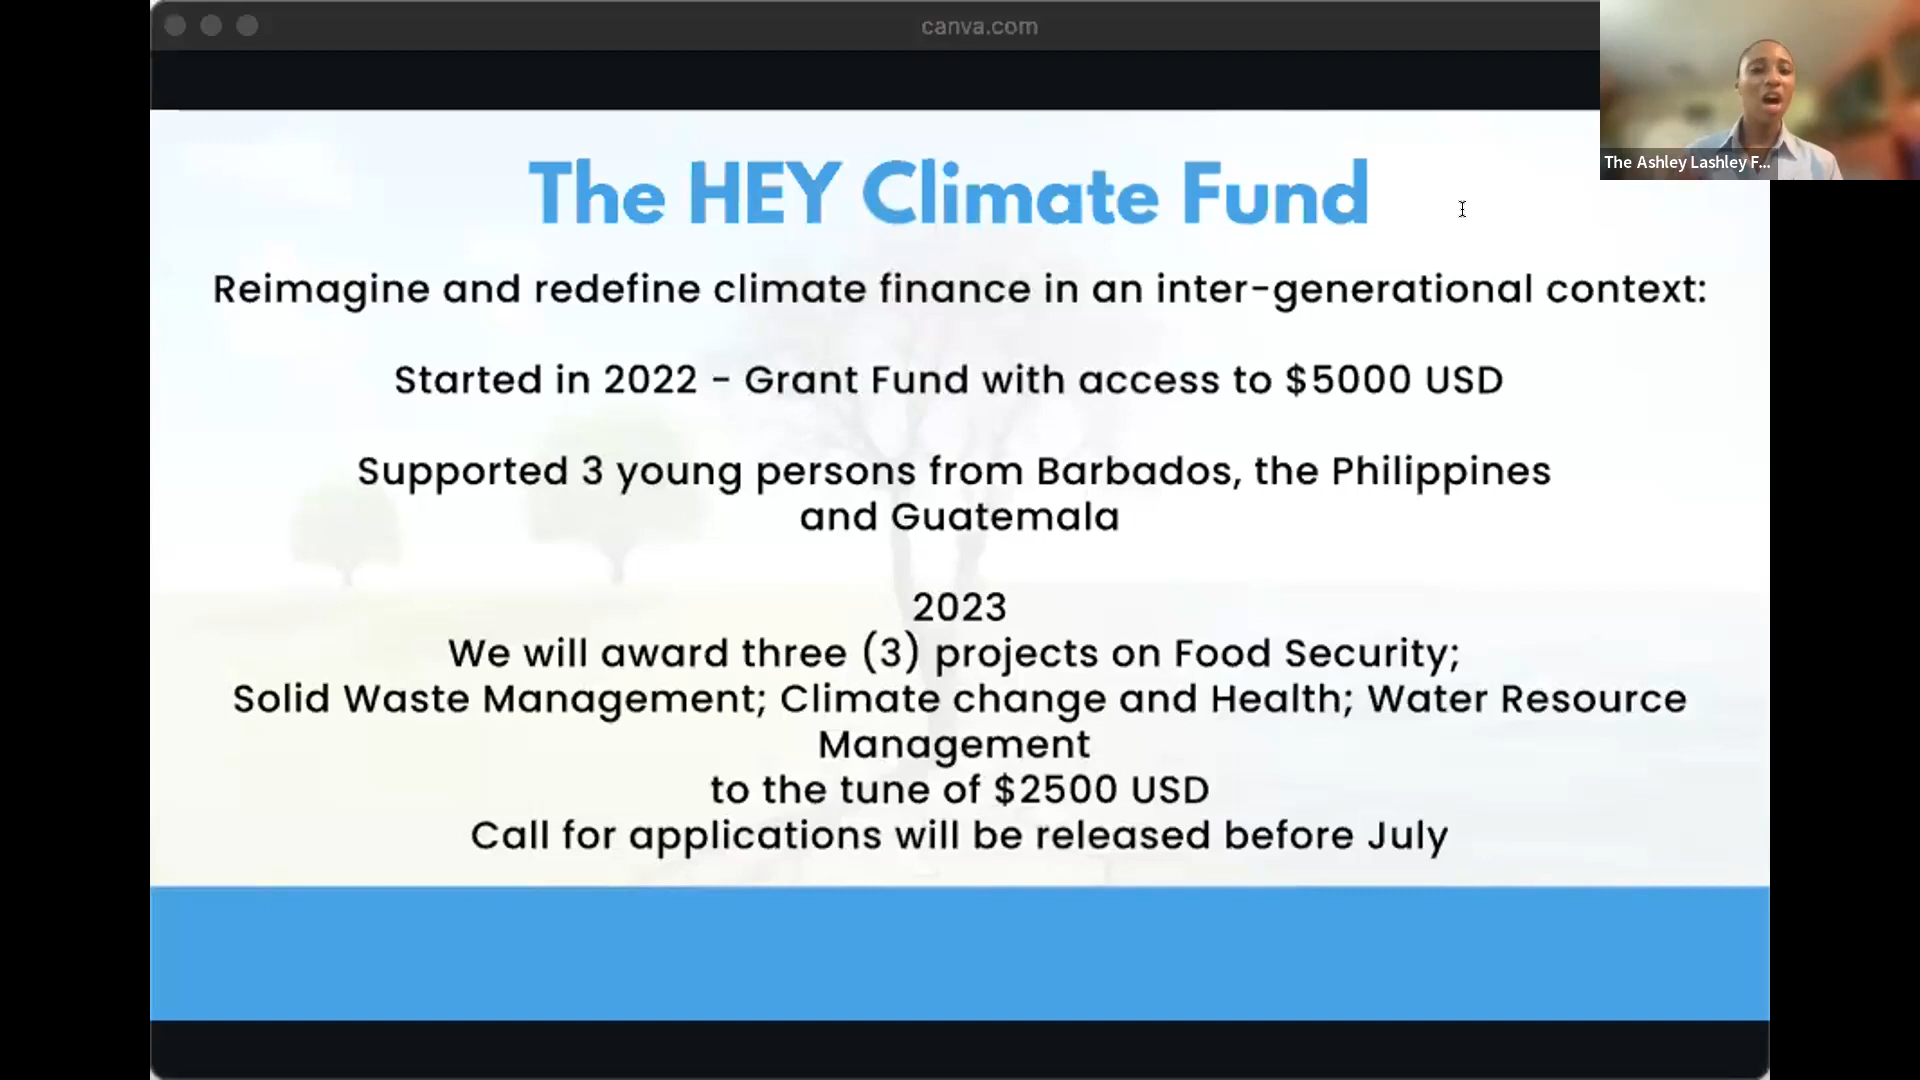 canva.com
The Ashley Lashley F...
The HEY Climate Fund
Reimagine and redefine climate finance in an inter-generational context:
Started in 2022 - Grant Fund with access to $5000 USD
Supported 3 young persons from Barbados, the Philippines
and Guatemala
2023
We will award three (3) projects on Food Security;
Solid Waste Management; Climate change and Health; Water Resource
Management
to the tune of $2500 USD
Call for applications will be released before July